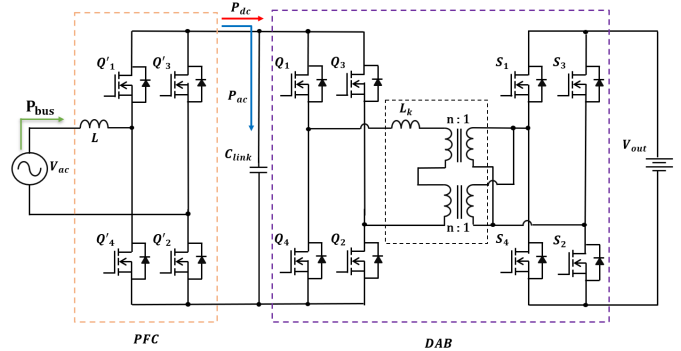 P_dc
Q'_1
Q'_3
Q_1
Q_3
S_1
S_3
P_bus
P_ac
L_k
n : 1
L
V_ac
C_link
V_out
n : 1
Q'_4
Q'_2
Q_4
Q_2
S_4
S_2
PFC
DAB